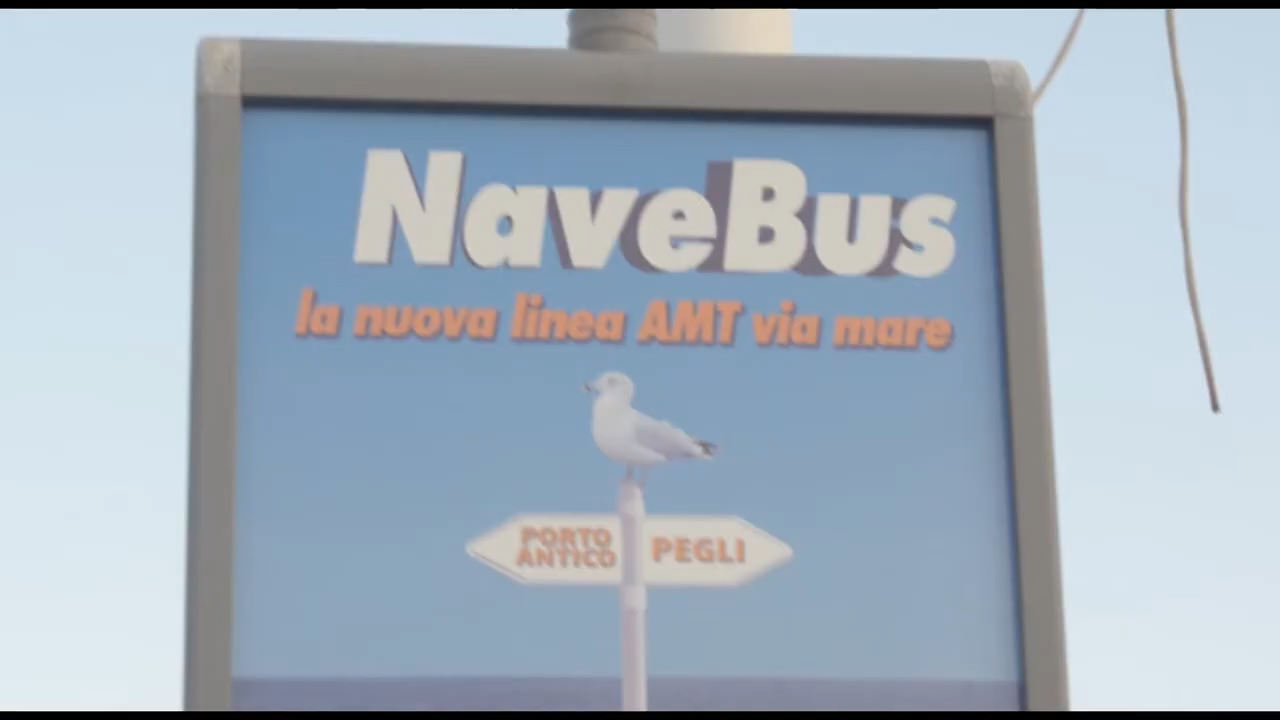 NaveBus
la nuova linea AMT via mare
PORTO
ANTICO
PEGLI